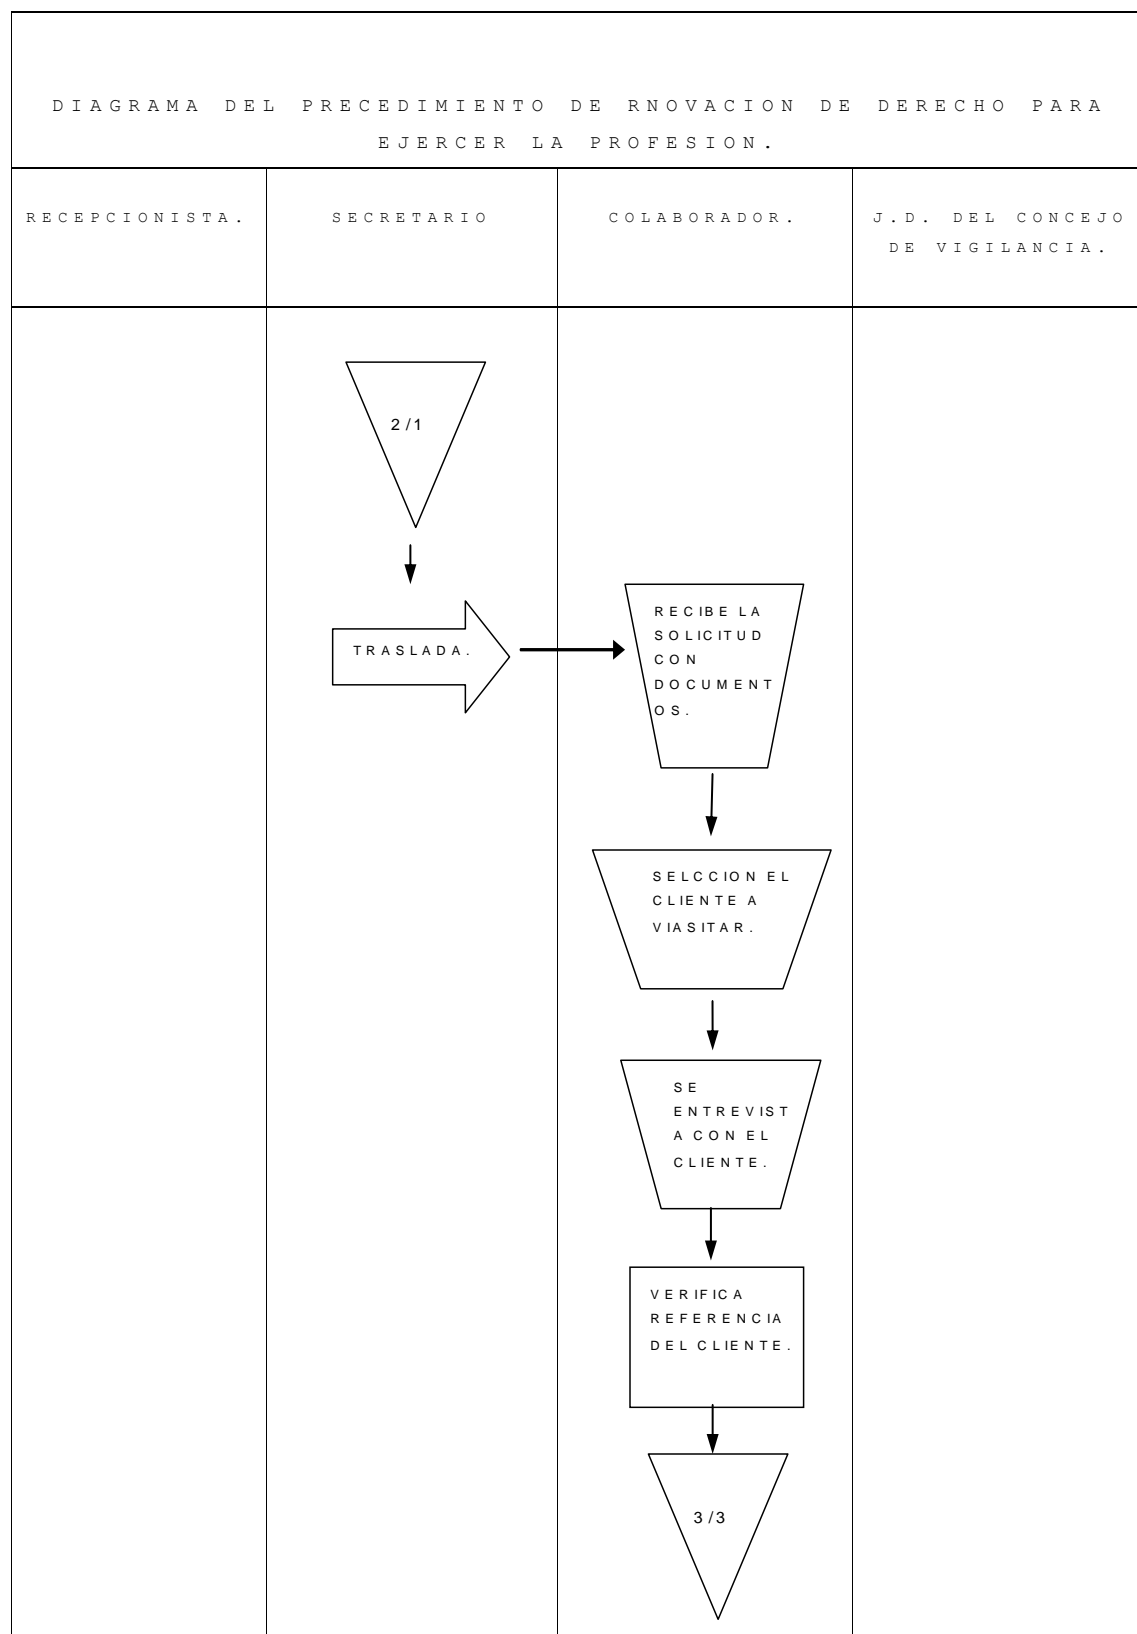 DIAGRAMA DEL PRECEDIMIENTO DE RNOVACION DE DERECHO PARA
EJERCER LA PROFESION.
RECEPCIONISTA.
SECRETARIO
COLABORADOR.
J.D. DEL CONCEJO
DE VIGILANCIA.
2/1
TRASLADA.
RECIBE LA
SOLICITUD
CON
DOCUMENT
OS.
SELCCION EL
CLIENTE A
VIASITAR.
SE
ENTREVIST
A CON EL
CLIENTE.
VERIFICA
REFERENCIA
DEL CLIENTE.
3/3